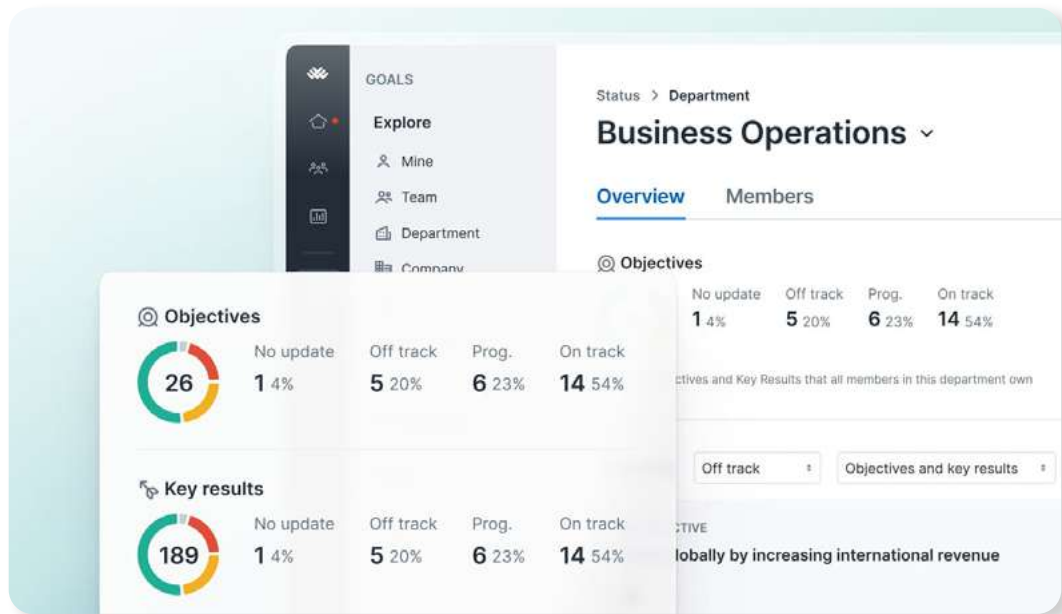 GOALS
Explore
Mine
Team
Department
Company
Status > Department
Business Operations
Overview Members
Objectives
No update Off track Prog. On track
1 4% 5 20% 6 23% 14 54%
and Key Results that all members in this department own
Off track Objectives and key results
by increasing international revenue
Objectives
26
No update Off track Prog. On track
1 4% 5 20% 6 23% 14 54%
Key results
189
No update Off track Prog. On track
1 4% 5 20% 6 23% 14 54%